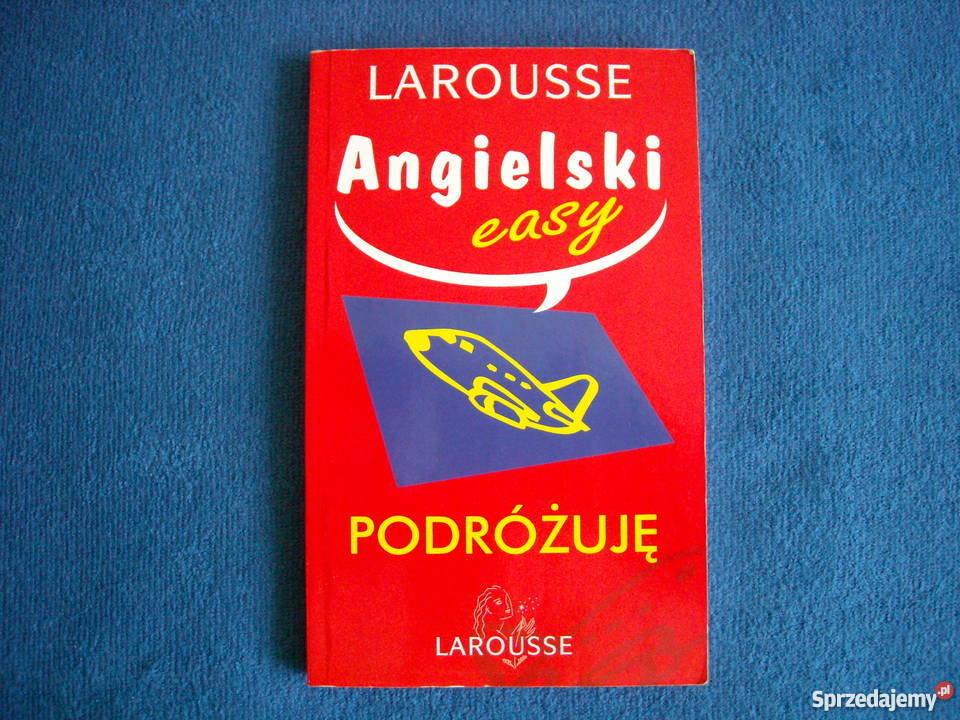 LAROUSSE
Angielski
easy
PODRÓŻUJĘ
LAROUSSE
Sprzedajemy.pl